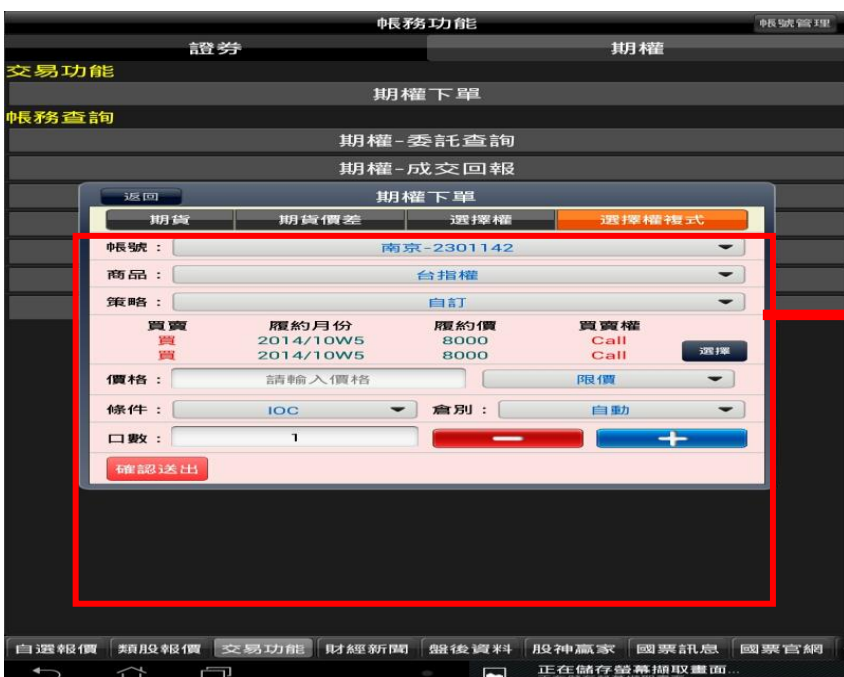 帳務功能 帳號管理
證券 期權
交易功能
期權下單
帳務查詢
期權-委託查詢
期權-成交回報
返回 期權下單
期貨 期貨價差 選擇權 選擇權複式
帳號： 南京-2301142
商品： 台指權
策略： 自訂
買賣 履約月份 履約價 買賣權
買 2014/10W5 8000 Call
買 2014/10W5 8000 Call
選擇
價格： 請輸入價格 限價
條件： IOC 倉別： 自動
口數： 1 － ＋
確認送出
自選報價 類股報價 交易功能 財經新聞 盤後資料 股神贏家 國票訊息 國票官網
正在儲存螢幕擷取畫面...